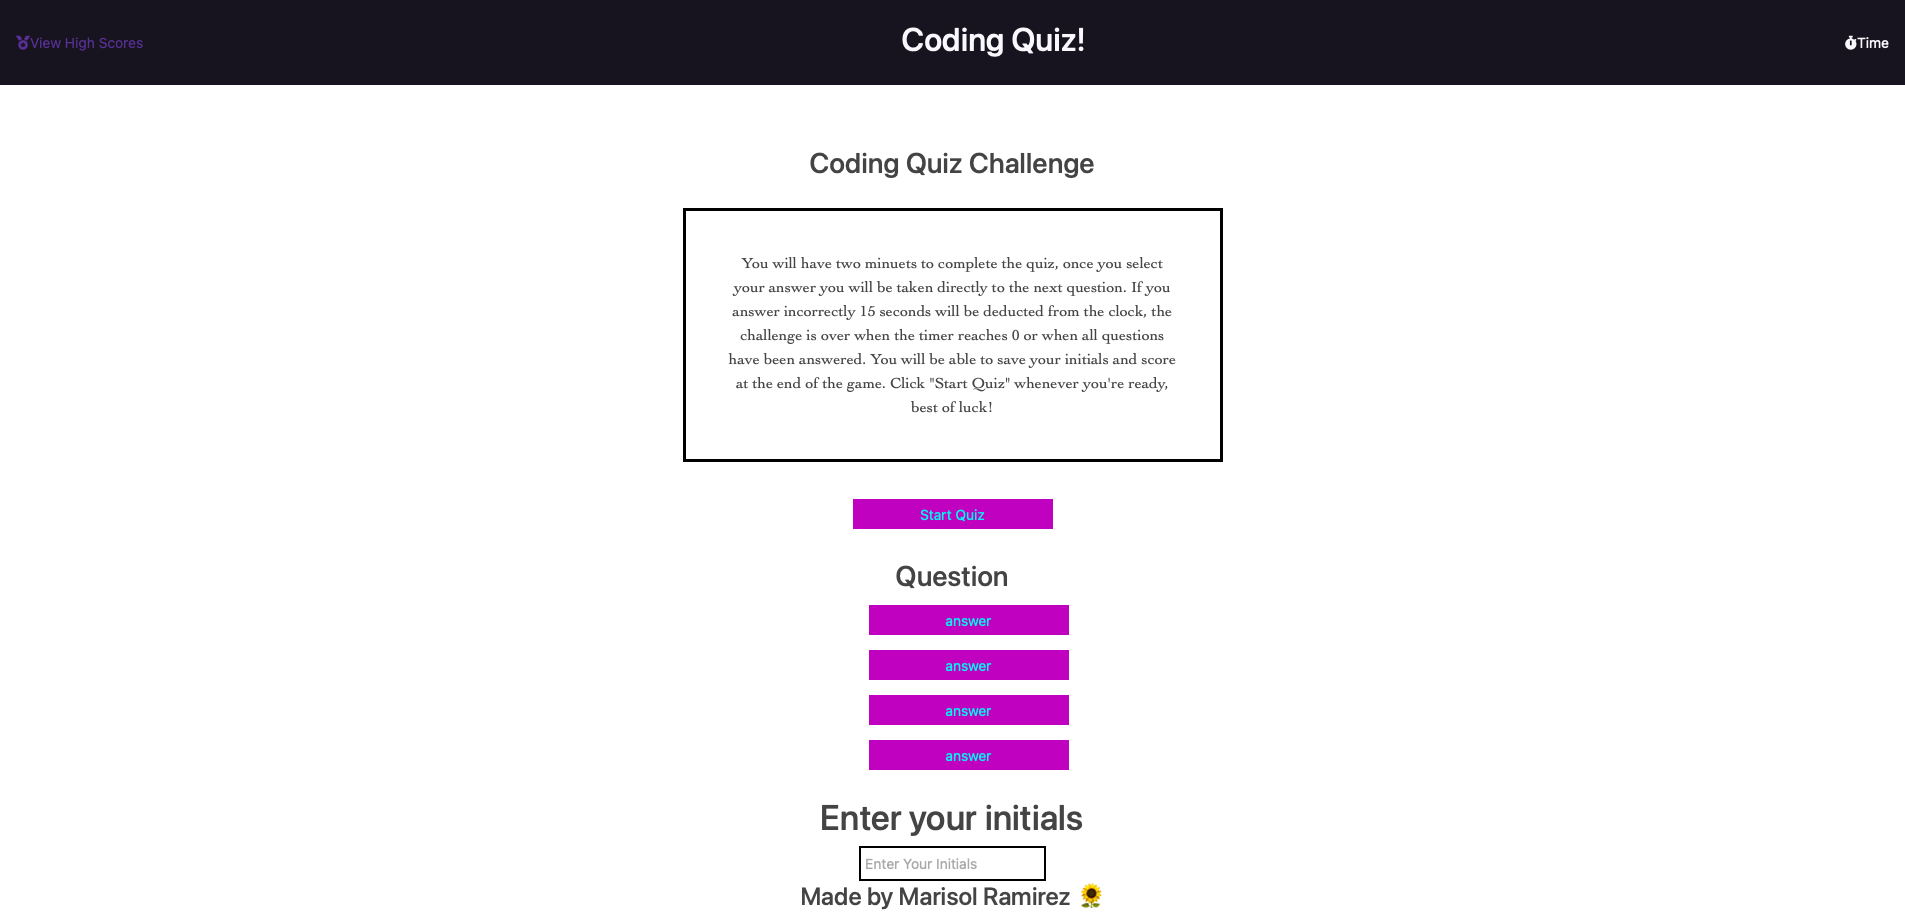 View High Scores
Coding Quiz!
Time
Coding Quiz Challenge
You will have two minuets to complete the quiz, once you select
your answer you will be taken directly to the next question. If you
answer incorrectly 15 seconds will be deducted from the clock, the
challenge is over when the timer reaches 0 or when all questions
have been answered. You will be able to save your initials and score
at the end of the game. Click "Start Quiz" whenever you're ready,
best of luck!
Start Quiz
Question
answer
answer
answer
answer
Enter your initials
Enter Your Initials
Made by Marisol Ramirez 🌻